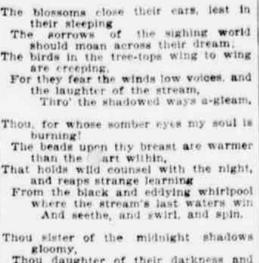 The blossoms close their ears, lest in
their sleeping
The sorrows of the sighing world
should moan across their dream;
The birds in the tree-tops wing to wing
are creeping,
For they fear the winds low voices, and
the laughter of the stream,
Thro' the shadowed ways a-gleam.
Thou, for whose somber eyes my soul is
burning!
The beads upon thy breast are warmer
than the art within,
That holds wild counsel with the night,
and reaps strange learning
From the black and eddying whirlpool
where the stream's last waters win
And seethe, and swirl, and spin.
Thou sister of the midnight shadows
gloomy,
Thou daughter of their darkness and